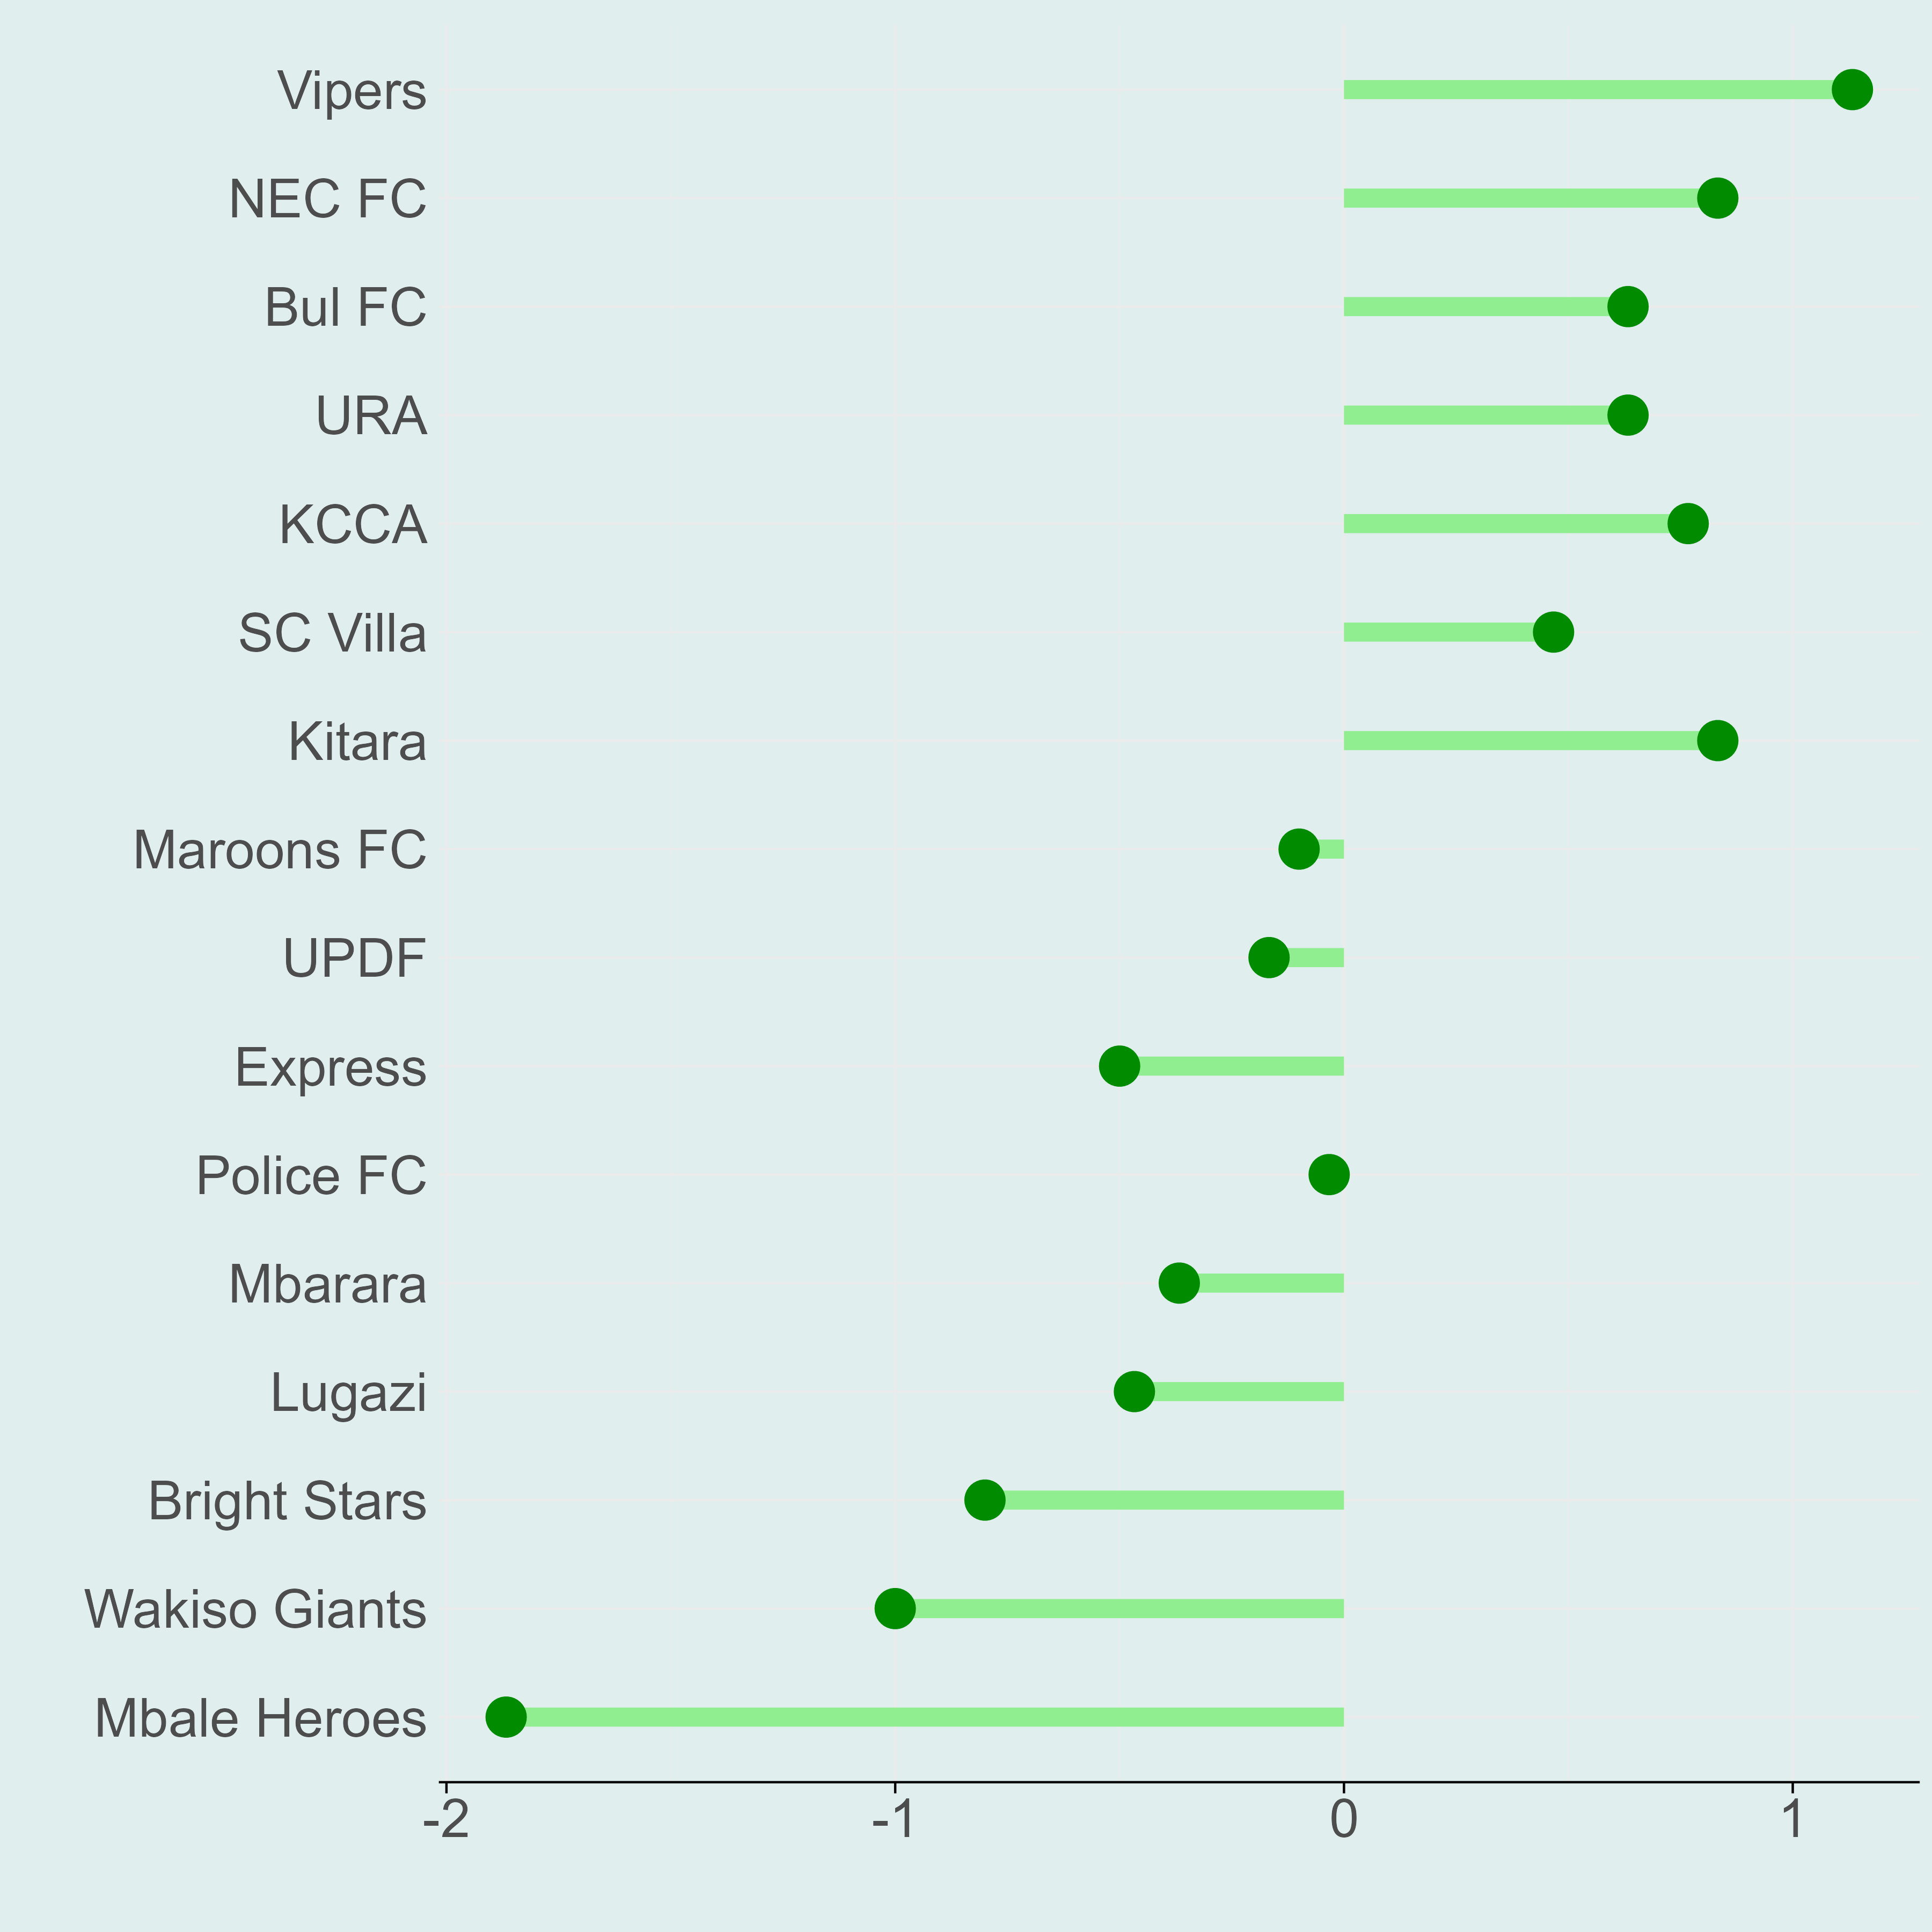 Vipers
NEC FC
Bul FC
URA
KCCA
SC Villa
Kitara
Maroons FC
UPDF
Express
Police FC
Mbarara
Lugazi
Bright Stars
Wakiso Giants
Mbale Heroes
-2 -1 0 1